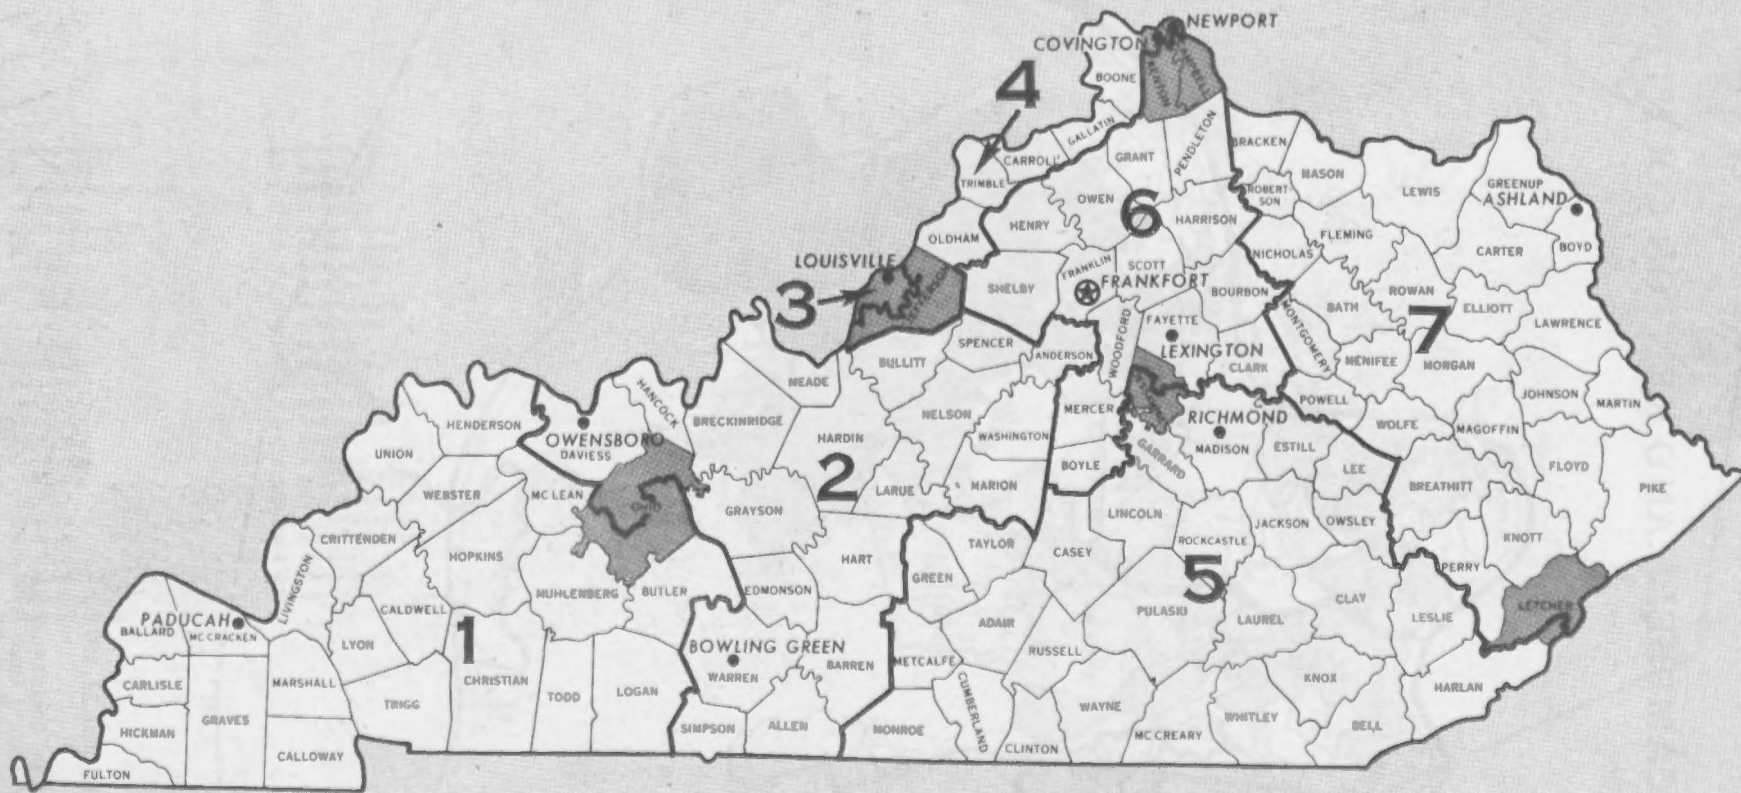 NEWPORT
COVINGTON
BOONE
KENTON
CAMPBELL
4
GALLATIN
CARROLL
TRIMBLE
GRANT
PENDLETON
BRACKEN
MASON
LEWIS
GREENUP
ASHLAND
ROBERT-
SON
OWEN
6
HENRY
HARRISON
OLDHAM
FLEMING
CARTER
BOYD
NICHOLAS
LOUISVILLE
3
JEFFERSON
SHELBY
FRANKLIN
SCOTT
FRANKFORT
BOURBON
BATH
ROWAN
ELLIOTT
LAWRENCE
MONTGOMERY
7
MENIFEE
MORGAN
WOODFORD
FAYETTE
LEXINGTON
CLARK
SPENCER
ANDERSON
BULLITT
MEADE
HANCOCK
BRECKINRIDGE
NELSON
MERCER
RICHMOND
MADISON
POWELL
ESTILL
WOLFE
MAGOFFIN
JOHNSON
MARTIN
HENDERSON
OWENSBORO
DAVIESS
UNION
WEBSTER
MC LEAN
OHIO
HARDIN
2
LARUE
WASHINGTON
MARION
BOYLE
GARRARD
LEE
BREATHITT
FLOYD
PIKE
GRAYSON
LINCOLN
ROCKCASTLE
JACKSON
OWSLEY
KNOTT
PERRY
LETCHER
CRITTENDEN
LIVINGSTON
HOPKINS
CALDWELL
LYON
MUHLENBERG
BUTLER
EDMONSON
HART
GREEN
TAYLOR
CASEY
5
PULASKI
LAUREL
CLAY
LESLIE
PADUCAH
BALLARD
MC CRACKEN
1
BOWLING GREEN
WARREN
BARREN
METCALFE
ADAIR
RUSSELL
CARLISLE
GRAVES
MARSHALL
TRIGG
CHRISTIAN
TODD
LOGAN
SIMPSON
ALLEN
MONROE
CUMBERLAND
CLINTON
WAYNE
MC CREARY
WHITLEY
KNOX
BELL
HARLAN
HICKMAN
FULTON
CALLOWAY